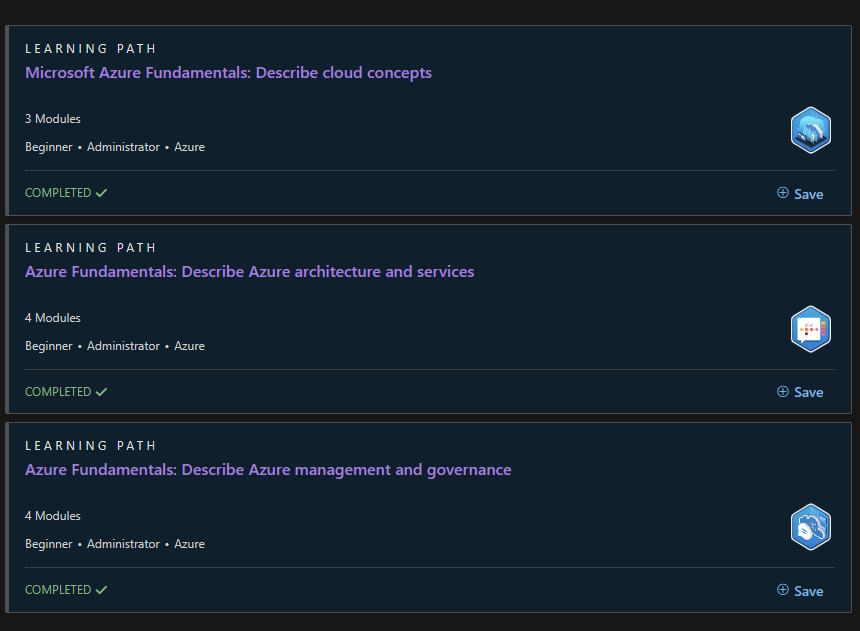 LEARNING PATH
Microsoft Azure Fundamentals: Describe cloud concepts
3 Modules
Beginner • Administrator • Azure
COMPLETED ✓
Save
LEARNING PATH
Azure Fundamentals: Describe Azure architecture and services
4 Modules
Beginner • Administrator • Azure
COMPLETED ✓
Save
LEARNING PATH
Azure Fundamentals: Describe Azure management and governance
4 Modules
Beginner • Administrator • Azure
COMPLETED ✓
Save